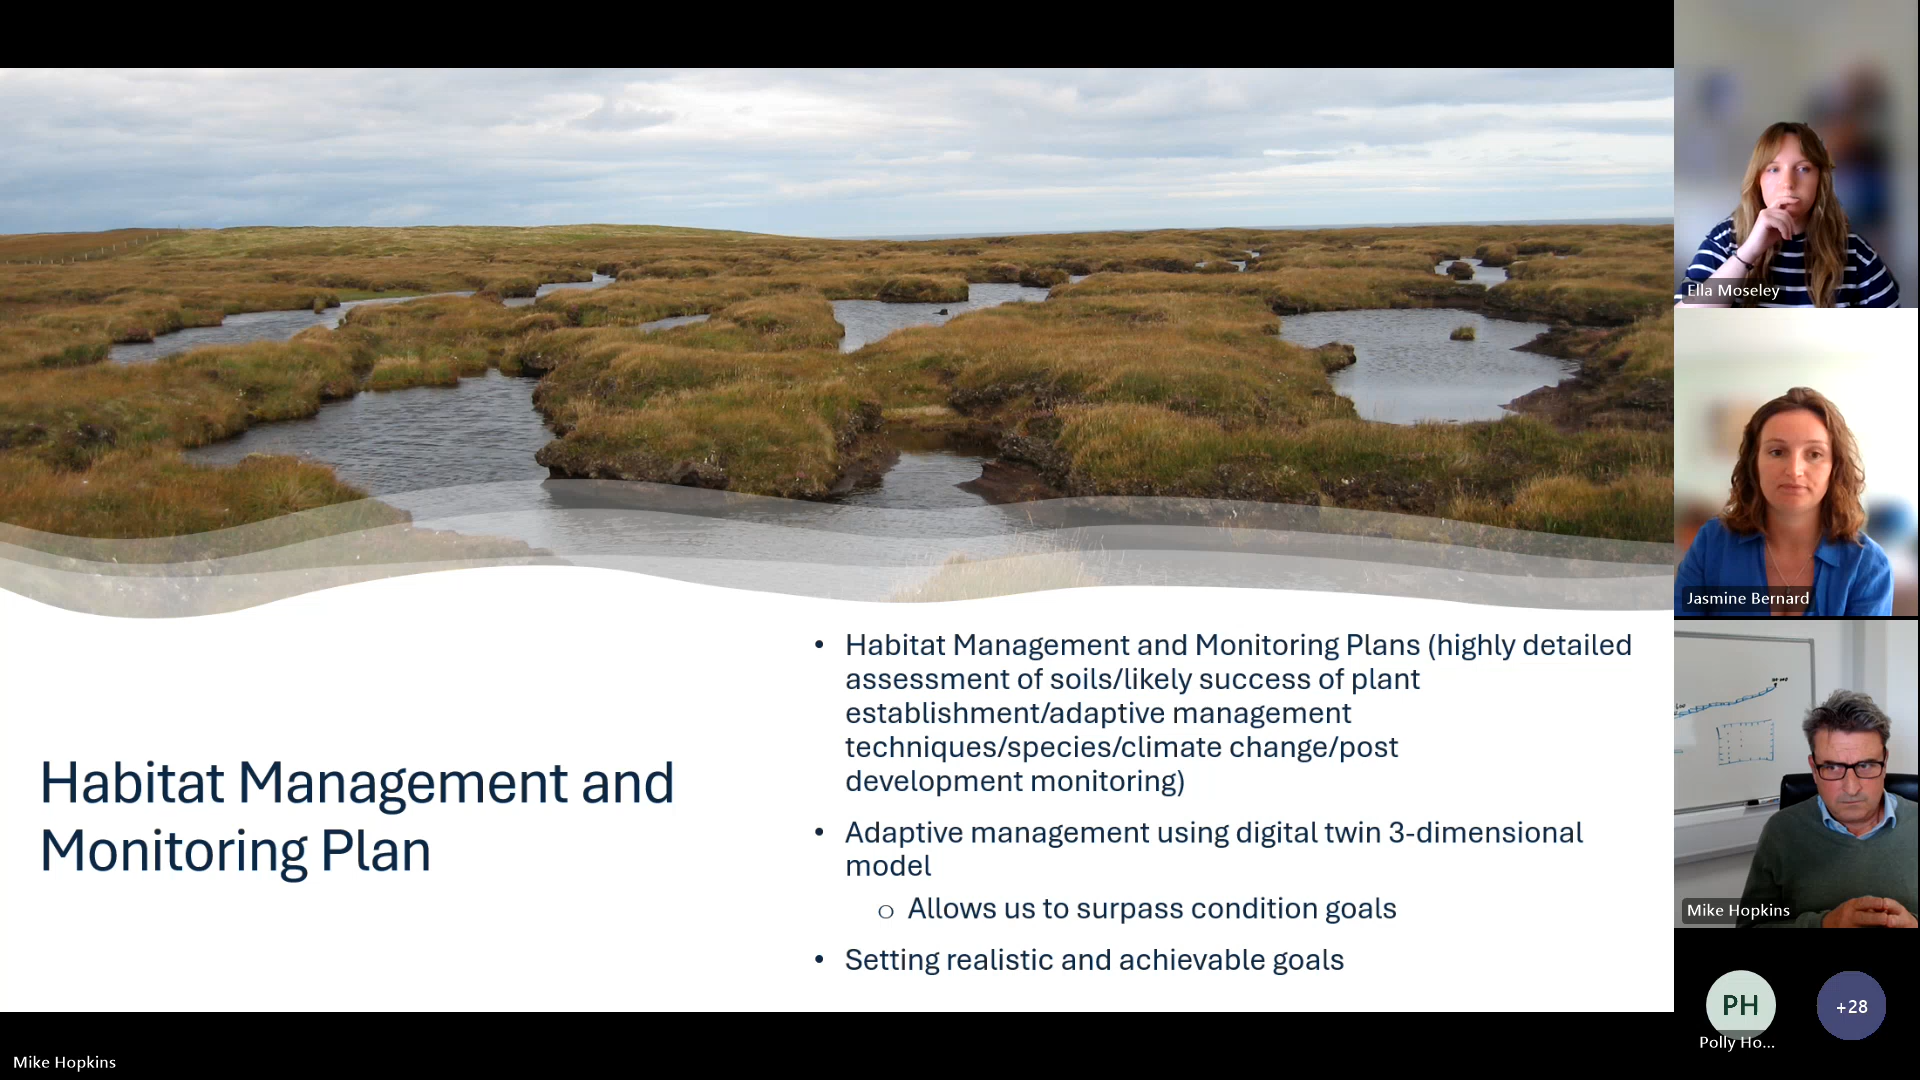 Habitat Management and
Monitoring Plan
• Habitat Management and Monitoring Plans (highly detailed
assessment of soils/likely success of plant
establishment/adaptive management
techniques/species/climate change/post
development monitoring)
• Adaptive management using digital twin 3-dimensional
model
o Allows us to surpass condition goals
• Setting realistic and achievable goals
Ella Moseley
Jasmine Bernard
Mike Hopkins
PH
Polly Ho...
+28
Mike Hopkins